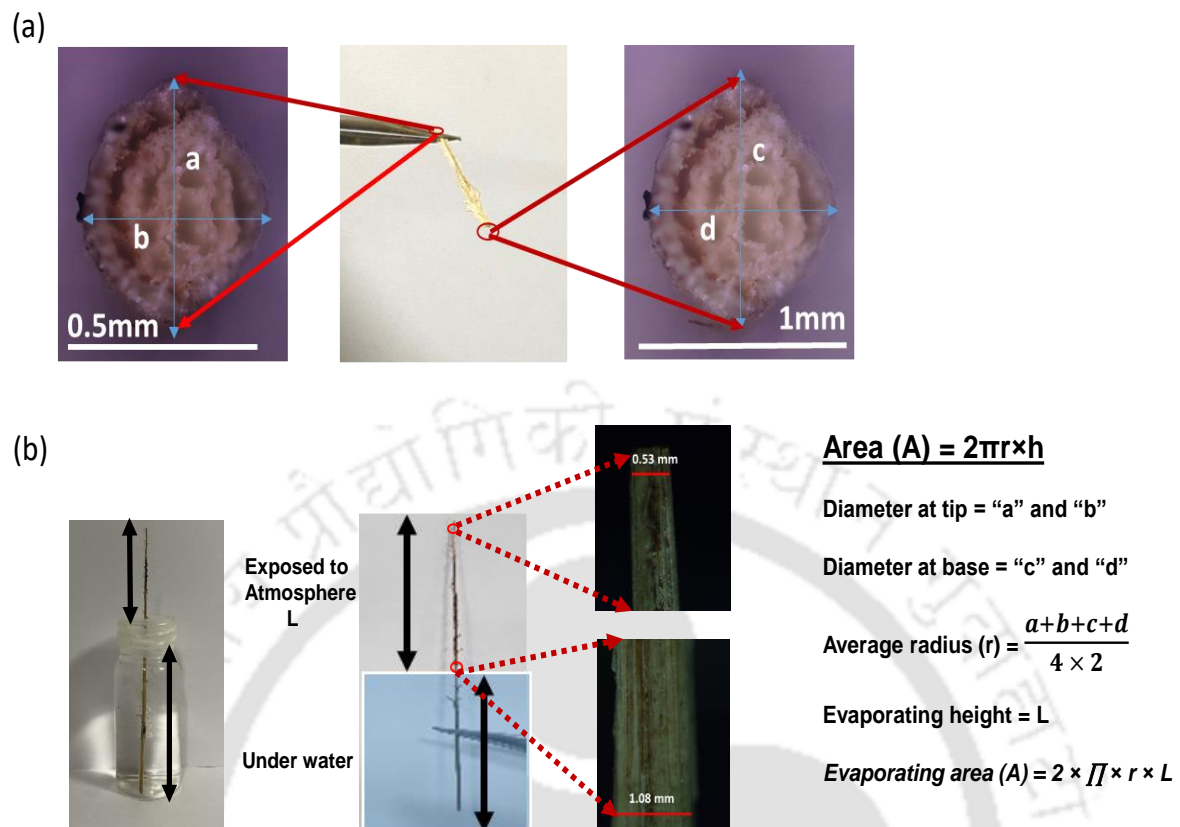 (a)
a
b
0.5mm
c
d
1mm
(b)
Exposed to
Atmosphere
L
Under water
0.53 mm
1.08 mm
Area (A) = 2πr×h
Diameter at tip = “a” and “b”
Diameter at base = “c” and “d”
Average radius (r) = a+b+c+d
4 × 2
Evaporating height = L
Evaporating area (A) = 2 × ∏ × r × L